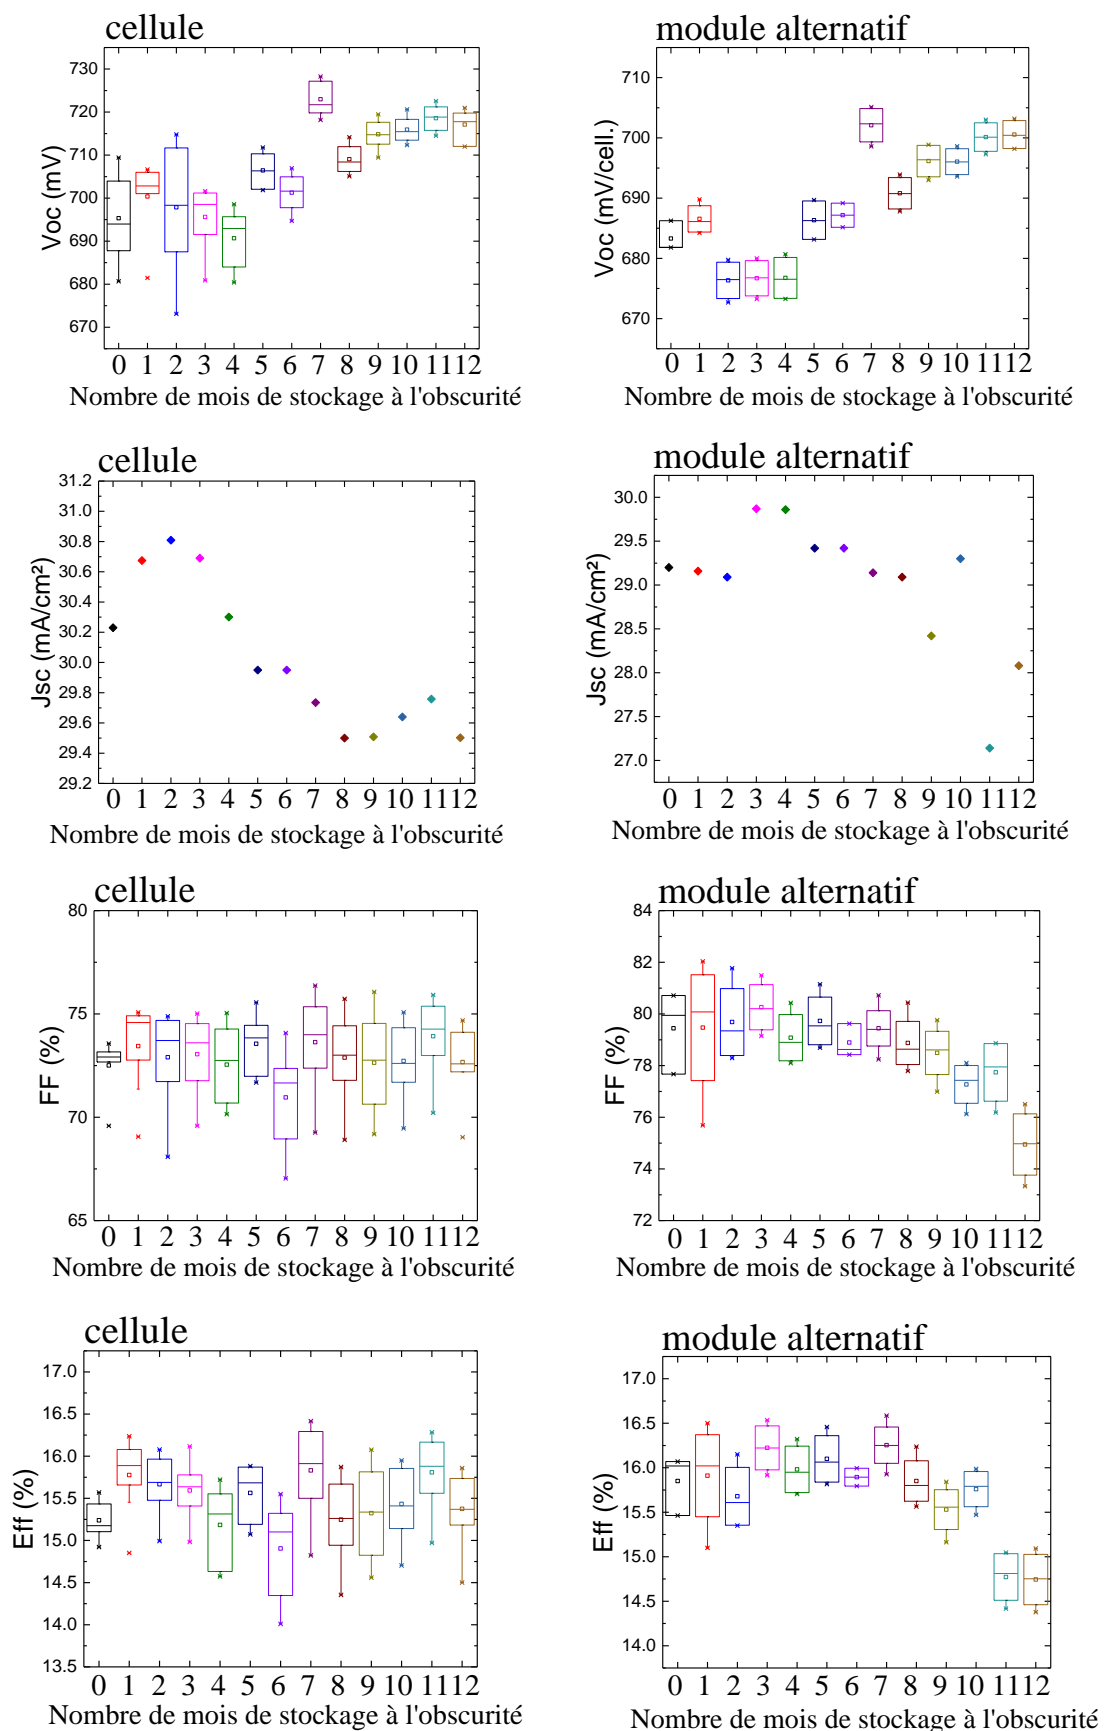 cellule
730
720
710
700
690
680
670
Voc (mV)
0 1 2 3 4 5 6 7 8 9 10 11 12
Nombre de mois de stockage à l'obscurité
module alternatif
710
700
690
680
670
Voc (mV/cell.)
0 1 2 3 4 5 6 7 8 9 10 11 12
Nombre de mois de stockage à l'obscurité
cellule
31.2
31.0
30.8
30.6
30.4
30.2
30.0
29.8
29.6
29.4
29.2
Jsc (mA/cm²)
0 1 2 3 4 5 6 7 8 9 10 11 12
Nombre de mois de stockage à l'obscurité
module alternatif
30.0
29.5
29.0
28.5
28.0
27.5
27.0
Jsc (mA/cm²)
0 1 2 3 4 5 6 7 8 9 10 11 12
Nombre de mois de stockage à l'obscurité
cellule
80
75
70
65
FF (%)
0 1 2 3 4 5 6 7 8 9 10 11 12
Nombre de mois de stockage à l'obscurité
module alternatif
84
82
80
78
76
74
72
FF (%)
0 1 2 3 4 5 6 7 8 9 10 11 12
Nombre de mois de stockage à l'obscurité
cellule
17.0
16.5
16.0
15.5
15.0
14.5
14.0
13.5
Eff (%)
0 1 2 3 4 5 6 7 8 9 10 11 12
Nombre de mois de stockage à l'obscurité
module alternatif
17.0
16.5
16.0
15.5
15.0
14.5
14.0
Eff (%)
0 1 2 3 4 5 6 7 8 9 10 11 12
Nombre de mois de stockage à l'obscurité